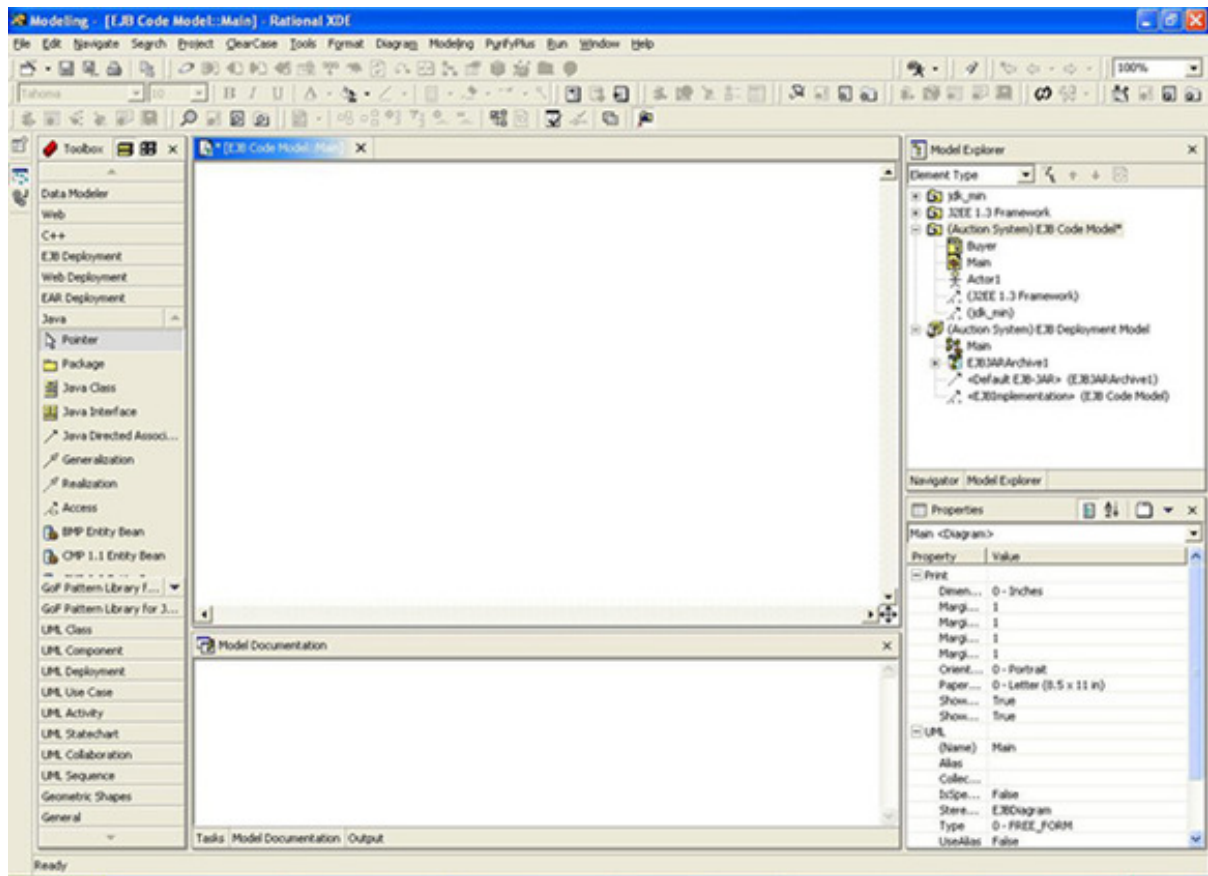 Modeling - [EJB Code Model::Main] - Rational XDE
File Edit Navigate Search Project ClearCase Tools Format Diagram Modeling PurifyPlus Run Window Help
100%
Tahoma 10
Toolbox
* [EJB Code Model::Main]
Data Modeler
Web
C++
EJB Deployment
Web Deployment
EAR Deployment
Java
Pointer
Package
Java Class
Java Interface
Java Directed Associ...
Generalization
Realization
Access
BMP Entity Bean
CMP 1.1 Entity Bean
GoF Pattern Library f...
GoF Pattern Library for J...
UML Class
UML Component
UML Deployment
UML Use Case
UML Activity
UML Statechart
UML Collaboration
UML Sequence
Geometric Shapes
General
Model Documentation
Tasks Model Documentation Output
Model Explorer
Element Type
jdk_min
J2EE 1.3 Framework
(Auction System) EJB Code Model*
Buyer
Main
Actor1
(J2EE 1.3 Framework)
(jdk_min)
(Auction System) EJB Deployment Model
Main
EJBJARArchive1
«Default EJB-JAR» (EJBJARArchive1)
«EJBImplementation» (EJB Code Model)
Navigator Model Explorer
Properties
Main <Diagram>
Property Value
Print
Dimen... 0 - Inches
Margi... 1
Margi... 1
Margi... 1
Margi... 1
Orient... 0 - Portrait
Paper... 0 - Letter (8.5 x 11 in)
Show... True
Show... True
UML
(Name) Main
Alias
Collec...
IsSpe... False
Stere... EJBDiagram
Type 0 - FREE_FORM
UseAlias False
Ready